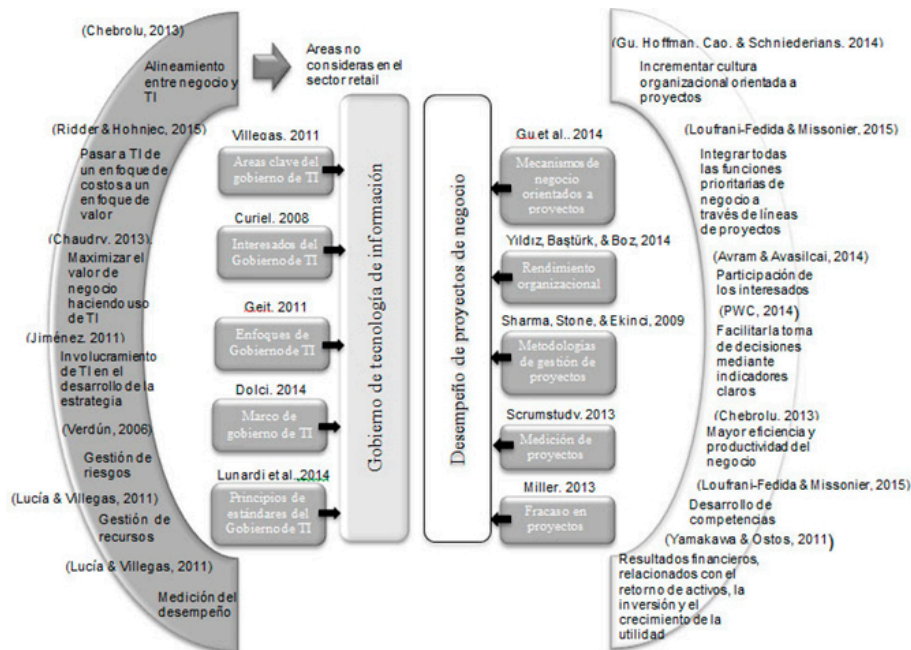 (Chebrolu, 2013)
Alineamiento
entre negocio y
TI
(Ridder & Hohnjec, 2015)
Pasar a TI de
un enfoque de
costos a un
enfoque de
valor
(Chaudry, 2013).
Maximizar el
valor de
negocio
haciendo uso
de TI
(Jiménez, 2011)
Involucramiento
de TI en el
desarrollo de la
estrategia
(Verdún, 2006)
Gestión de
riesgos
(Lucía & Villegas, 2011)
Gestión de
recursos
(Lucía & Villegas, 2011)
Medición del
desempeño
Areas no
consideras en el
sector retail
Villegas. 2011
Areas clave del
gobierno de TI
Curiel. 2008
Interesados del
Gobierno de TI
Geit. 2011
Enfoques de
Gobierno de TI
Dolci. 2014
Marco de
gobierno de TI
Lunardi et al..2014
Principios de
estándares del
Gobierno de TI
Gobierno de tecnología de información
Desempeño de proyectos de negocio
Gu et al.. 2014
Mecanismos de
negocio orientados a
proyectos
Yıldız, Baştürk, & Boz, 2014
Rendimiento
organizacional
Sharma, Stone, & Ekinci, 2009
Metodologías de
gestión de
proyectos
Scrumstudy. 2013
Medición de
proyectos
Miller. 2013
Fracaso en
proyectos
(Gu. Hoffman. Cao. & Schniederjans. 2014)
Incrementar cultura
organizacional orientada a
proyectos
(Loufrani-Fedida & Missonier, 2015)
Integrar todas
las funciones
prioritarias de
negocio a
través de líneas
de proyectos
(Avram & Avasilcai, 2014)
Participación de
los interesados
(PWC, 2014)
Facilitar la toma
de decisiones
mediante
indicadores
claros
(Chebrolu. 2013)
Mayor eficiencia y
productividad del
negocio
(Loufrani-Fedida & Missonier, 2015)
Desarrollo de
competencias
(Yamakawa & Ostos, 2011)
Resultados financieros,
relacionados con el
retorno de activos, la
inversión y el
crecimiento de la
utilidad